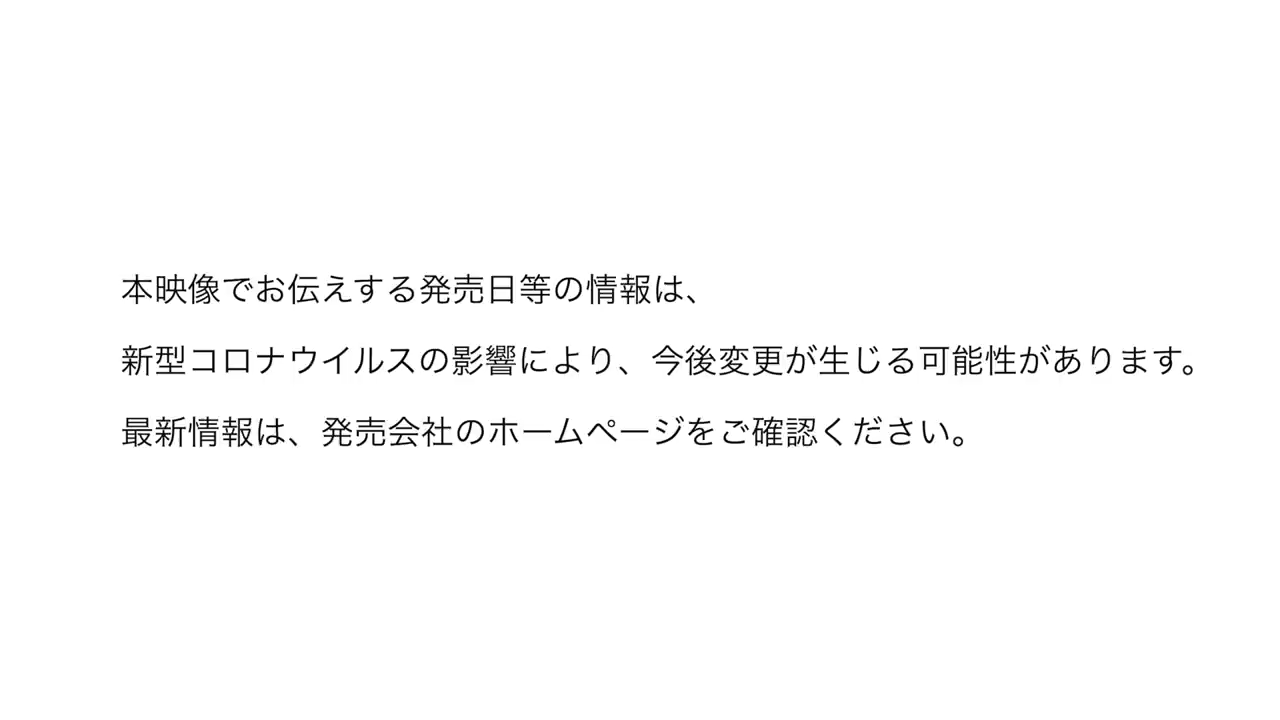 本映像でお伝えする発売日等の情報は、
新型コロナウイルスの影響により、今後変更が生じる可能性があります。
最新情報は、発売会社のホームページをご確認ください。